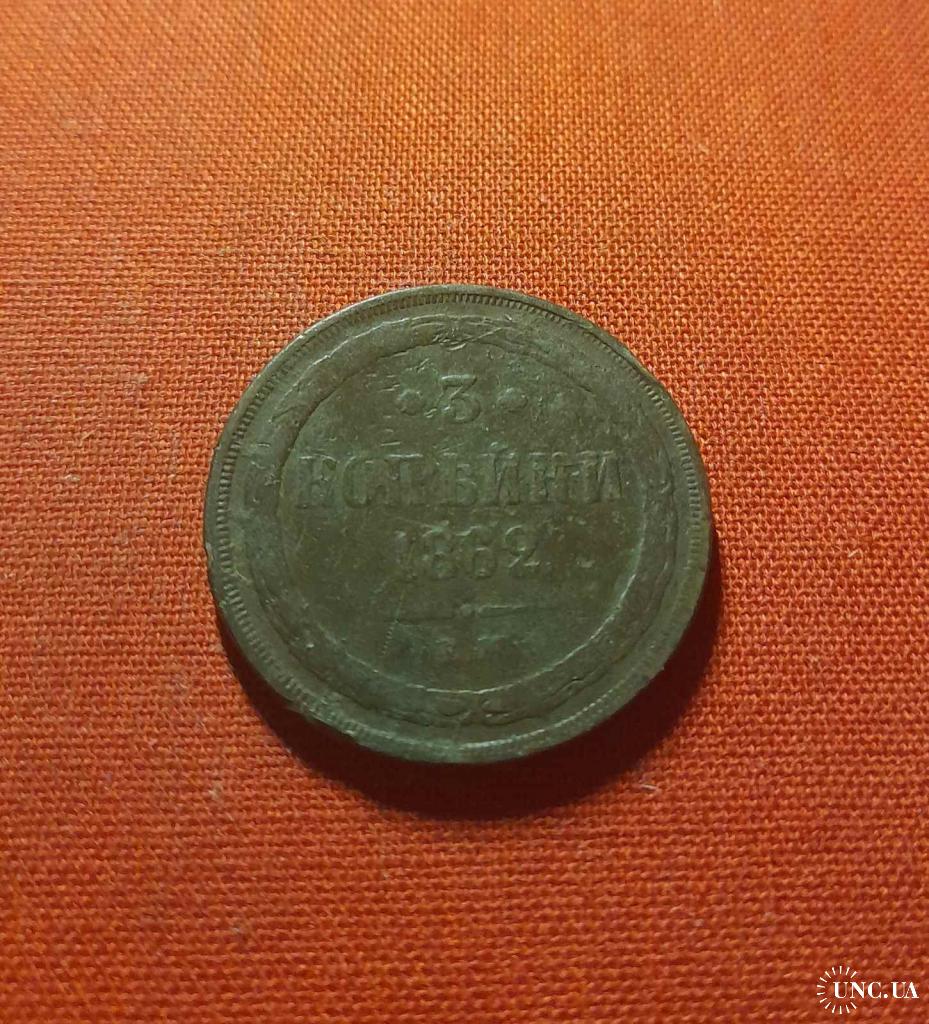 · 3 ·
КОПѢЙКИ
1862
Е.М.
UNC.UA